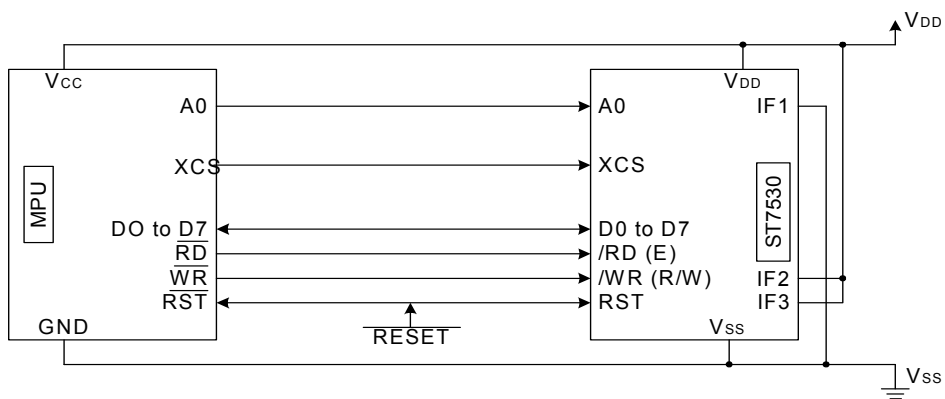 VDD
VCC
VDD
A0
A0
IF1
XCS
XCS
MPU
ST7530
DO to D7
D0 to D7
RD
/RD (E)
WR
/WR (R/W)
IF2
RST
RST
IF3
GND
RESET
VSS
VSS